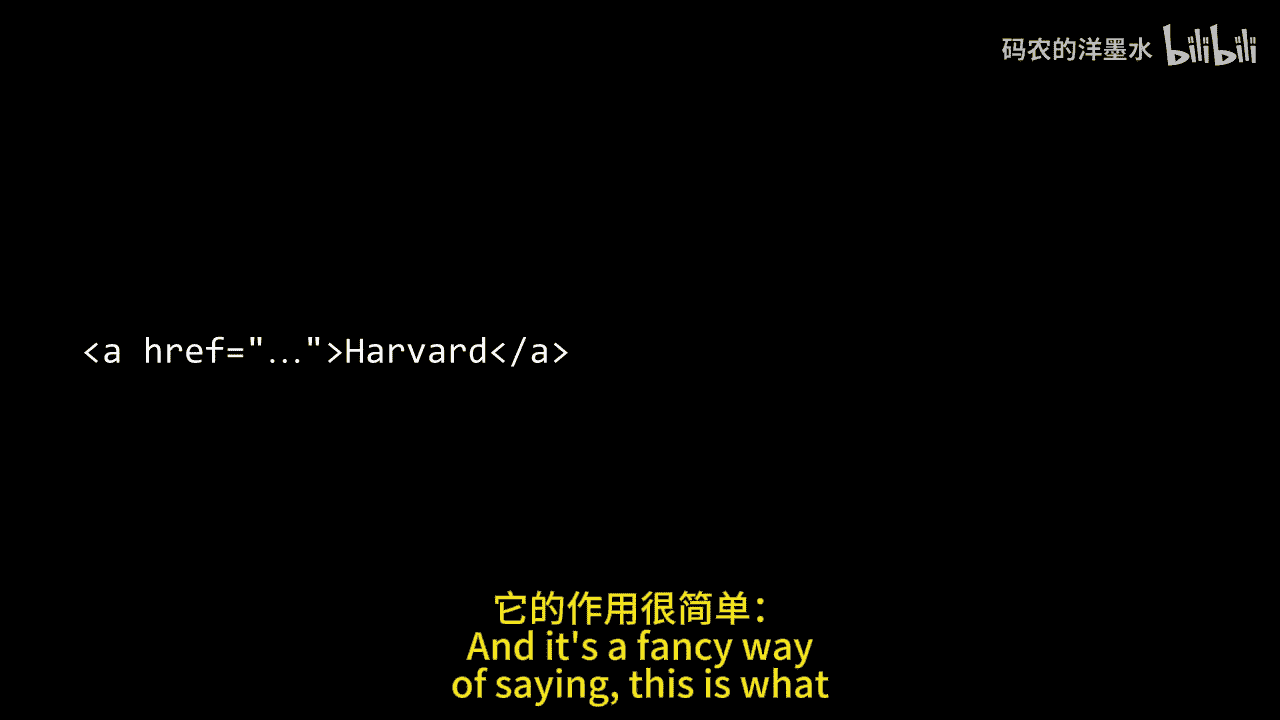 码农的洋墨水 bilibili
<a href="...">Harvard</a>
它的作用很简单：
And it's a fancy way
of saying, this is what